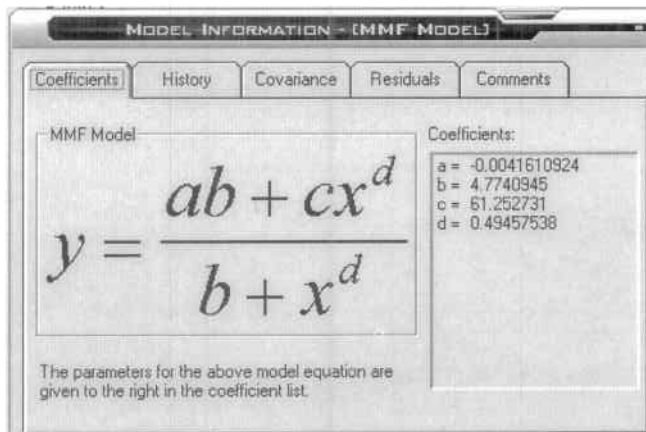 MODEL INFORMATION - [MMF MODEL]
Coefficients History Covariance Residuals Comments
MMF Model
y = (ab + cx^d) / (b + x^d)
Coefficients:
a = -0.0041610924
b = 4.7740945
c = 61.252731
d = 0.49457538
The parameters for the above model equation are
given to the right in the coefficient list.